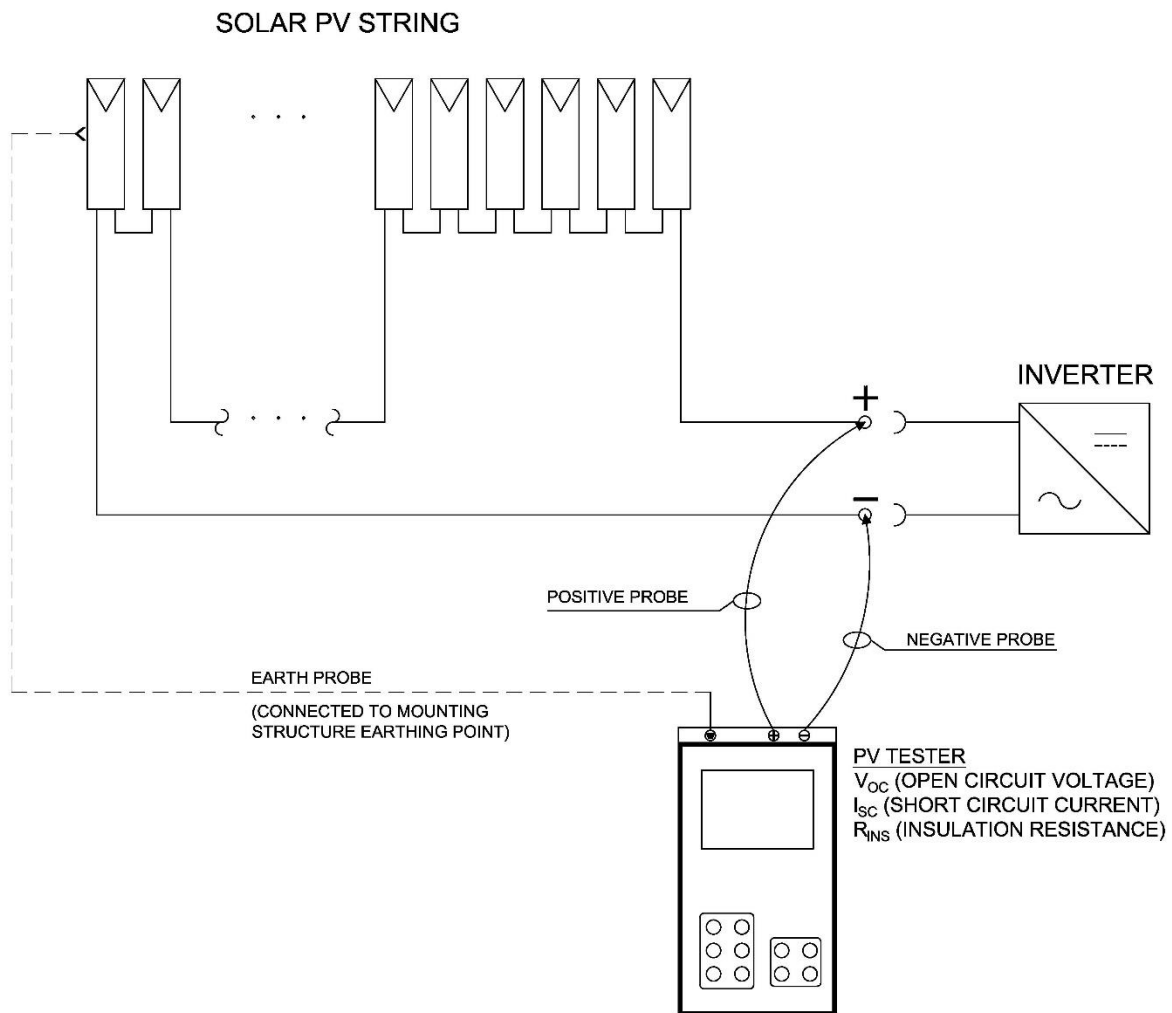 SOLAR PV STRING
. . .
INVERTER
+
. . .
−
POSITIVE PROBE
NEGATIVE PROBE
EARTH PROBE
(CONNECTED TO MOUNTING
STRUCTURE EARTHING POINT)
PV TESTER
VOC (OPEN CIRCUIT VOLTAGE)
ISC (SHORT CIRCUIT CURRENT)
RINS (INSULATION RESISTANCE)